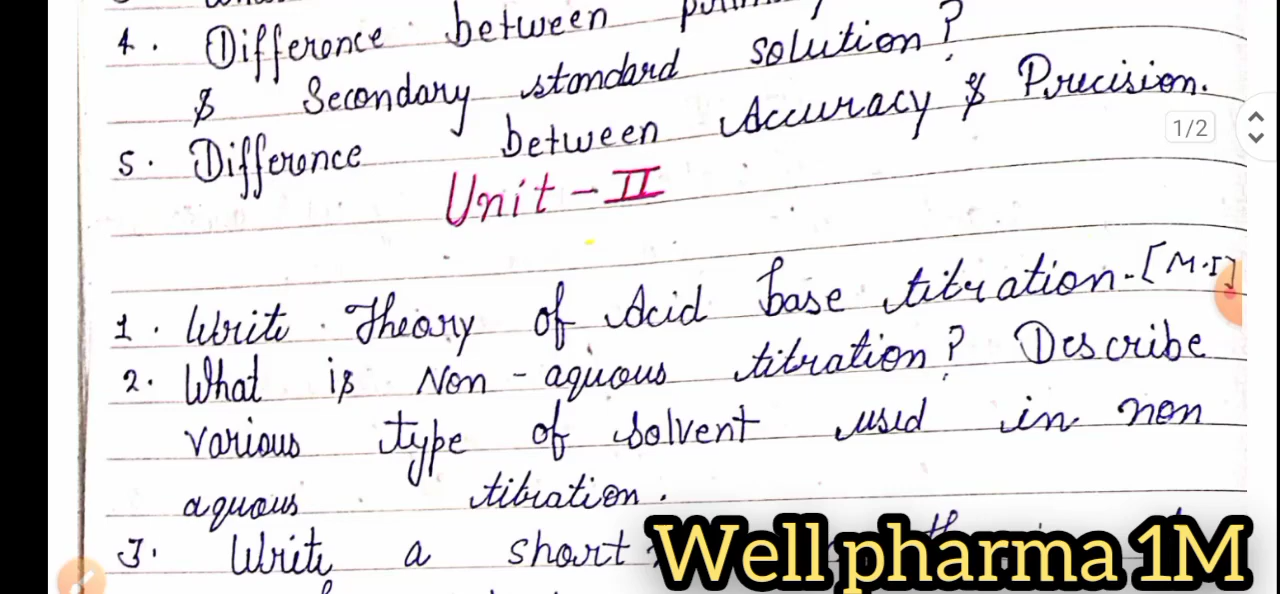 4. Difference between
& Secondary standard solution?
5. Difference between Accuracy & Precision.
1/2
Unit - II
1. Write Theory of Acid base titration - [M.I]
2. What is Non-aquous titration? Describe
various type of solvent used in non
aquous titration.
3. Write a short
Well pharma 1M